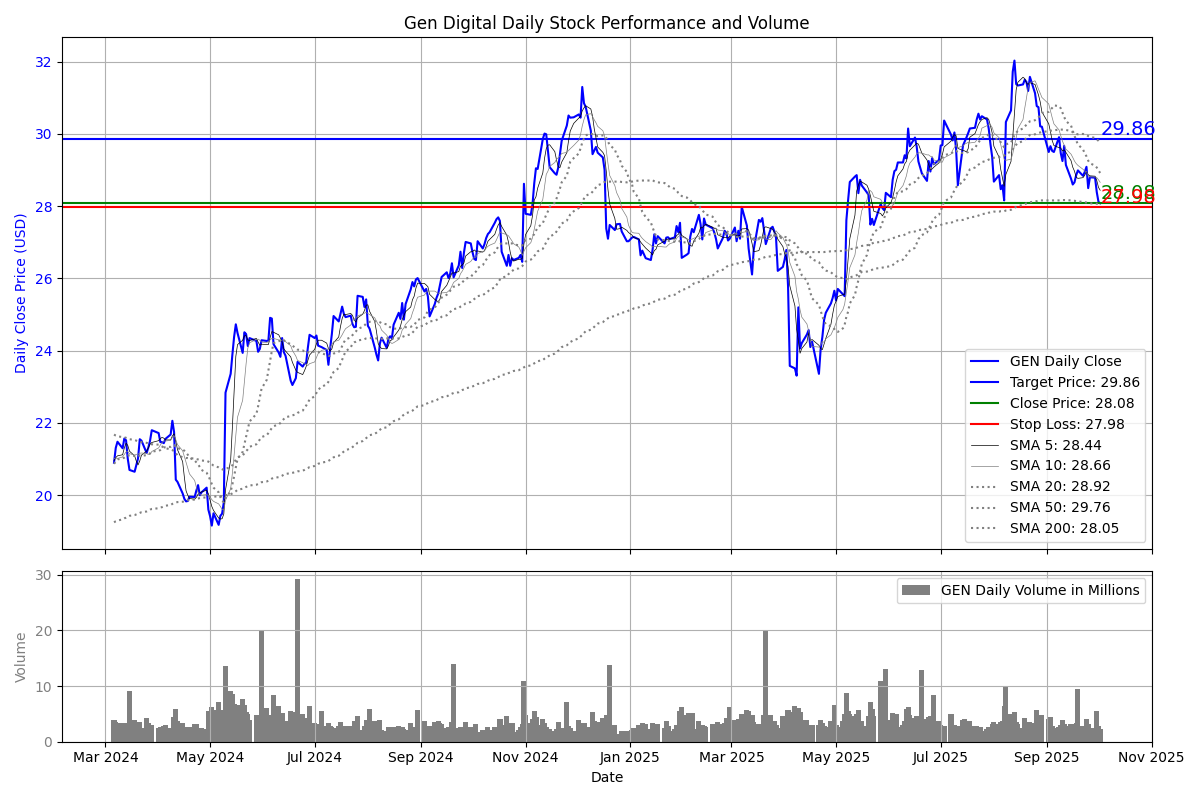 Gen Digital Daily Stock Performance and Volume
Daily Close Price (USD)
32
30
28
26
24
22
20
29.86
28.08
27.98
GEN Daily Close
Target Price: 29.86
Close Price: 28.08
Stop Loss: 27.98
SMA 5: 28.44
SMA 10: 28.66
SMA 20: 28.92
SMA 50: 29.76
SMA 200: 28.05
Volume
30
20
10
0
GEN Daily Volume in Millions
Mar 2024 May 2024 Jul 2024 Sep 2024 Nov 2024 Jan 2025 Mar 2025 May 2025 Jul 2025 Sep 2025 Nov 2025
Date